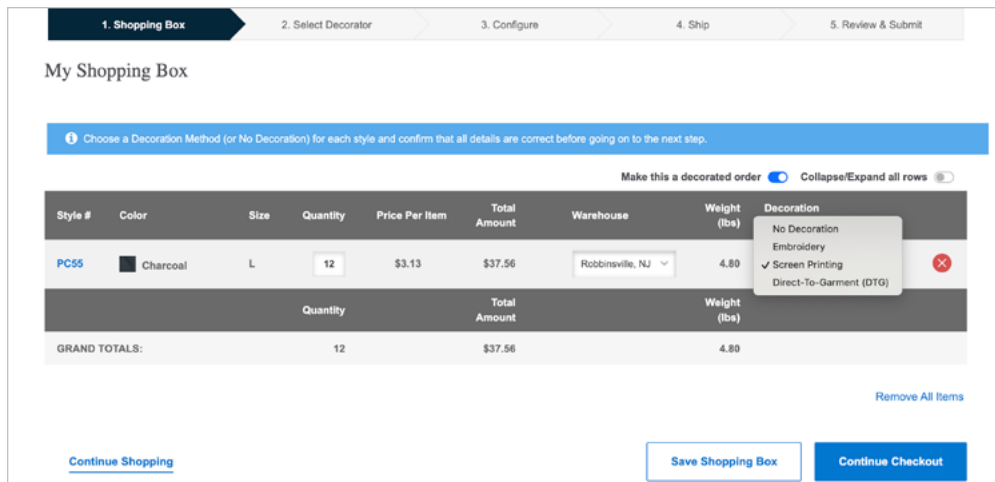 1. Shopping Box 2. Select Decorator 3. Configure 4. Ship 5. Review & Submit
My Shopping Box
Choose a Decoration Method (or No Decoration) for each style and confirm that all details are correct before going on to the next step.
Make this a decorated order Collapse/Expand all rows
Style # Color Size Quantity Price Per Item Total Amount Warehouse Weight (lbs) Decoration
No Decoration
Embroidery
Screen Printing
Direct-To-Garment (DTG)
PC55 Charcoal L 12 $3.13 $37.56 Robbinsville, NJ 4.80
Quantity Total Amount Weight (lbs)
GRAND TOTALS: 12 $37.56 4.80
Remove All Items
Continue Shopping Save Shopping Box Continue Checkout